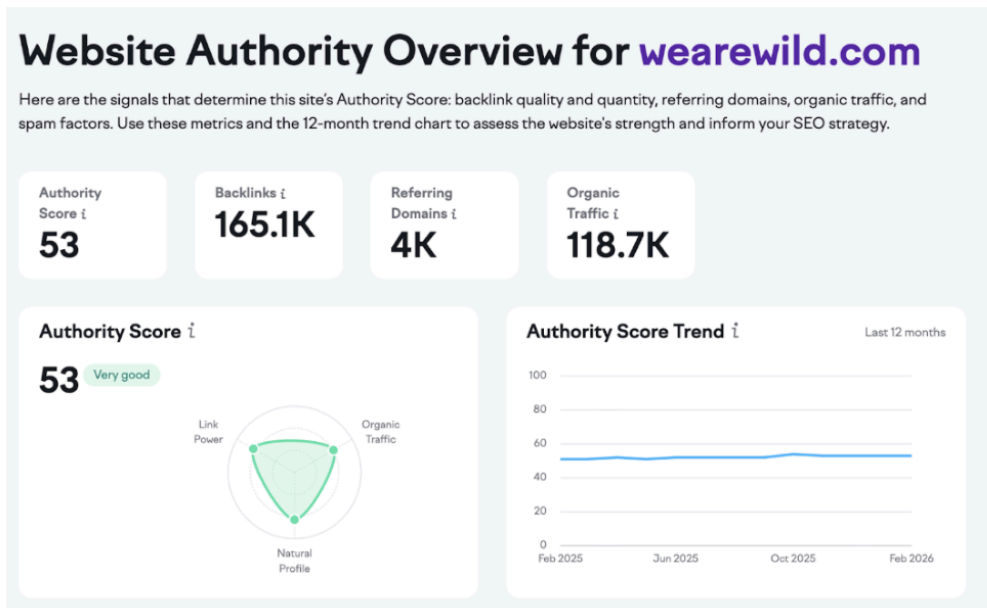 Website Authority Overview for wearewild.com
Here are the signals that determine this site's Authority Score: backlink quality and quantity, referring domains, organic traffic, and
spam factors. Use these metrics and the 12-month trend chart to assess the website's strength and inform your SEO strategy.
Authority
Score i
53
Backlinks i
165.1K
Referring
Domains i
4K
Organic
Traffic i
118.7K
Authority Score i
53 Very good
Link
Power
Organic
Traffic
Natural
Profile
Authority Score Trend i
Last 12 months
100
80
60
40
20
0
Feb 2025
Jun 2025
Oct 2025
Feb 2026